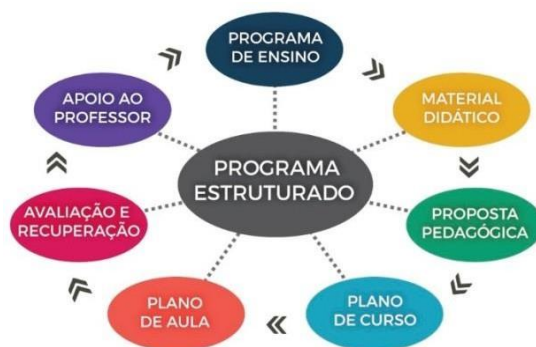 PROGRAMA
DE ENSINO
MATERIAL
DIDÁTICO
PROPOSTA
PEDAGÓGICA
PLANO
DE CURSO
PLANO
DE AULA
AVALIAÇÃO E
RECUPERAÇÃO
APOIO AO
PROFESSOR
PROGRAMA
ESTRUTURADO